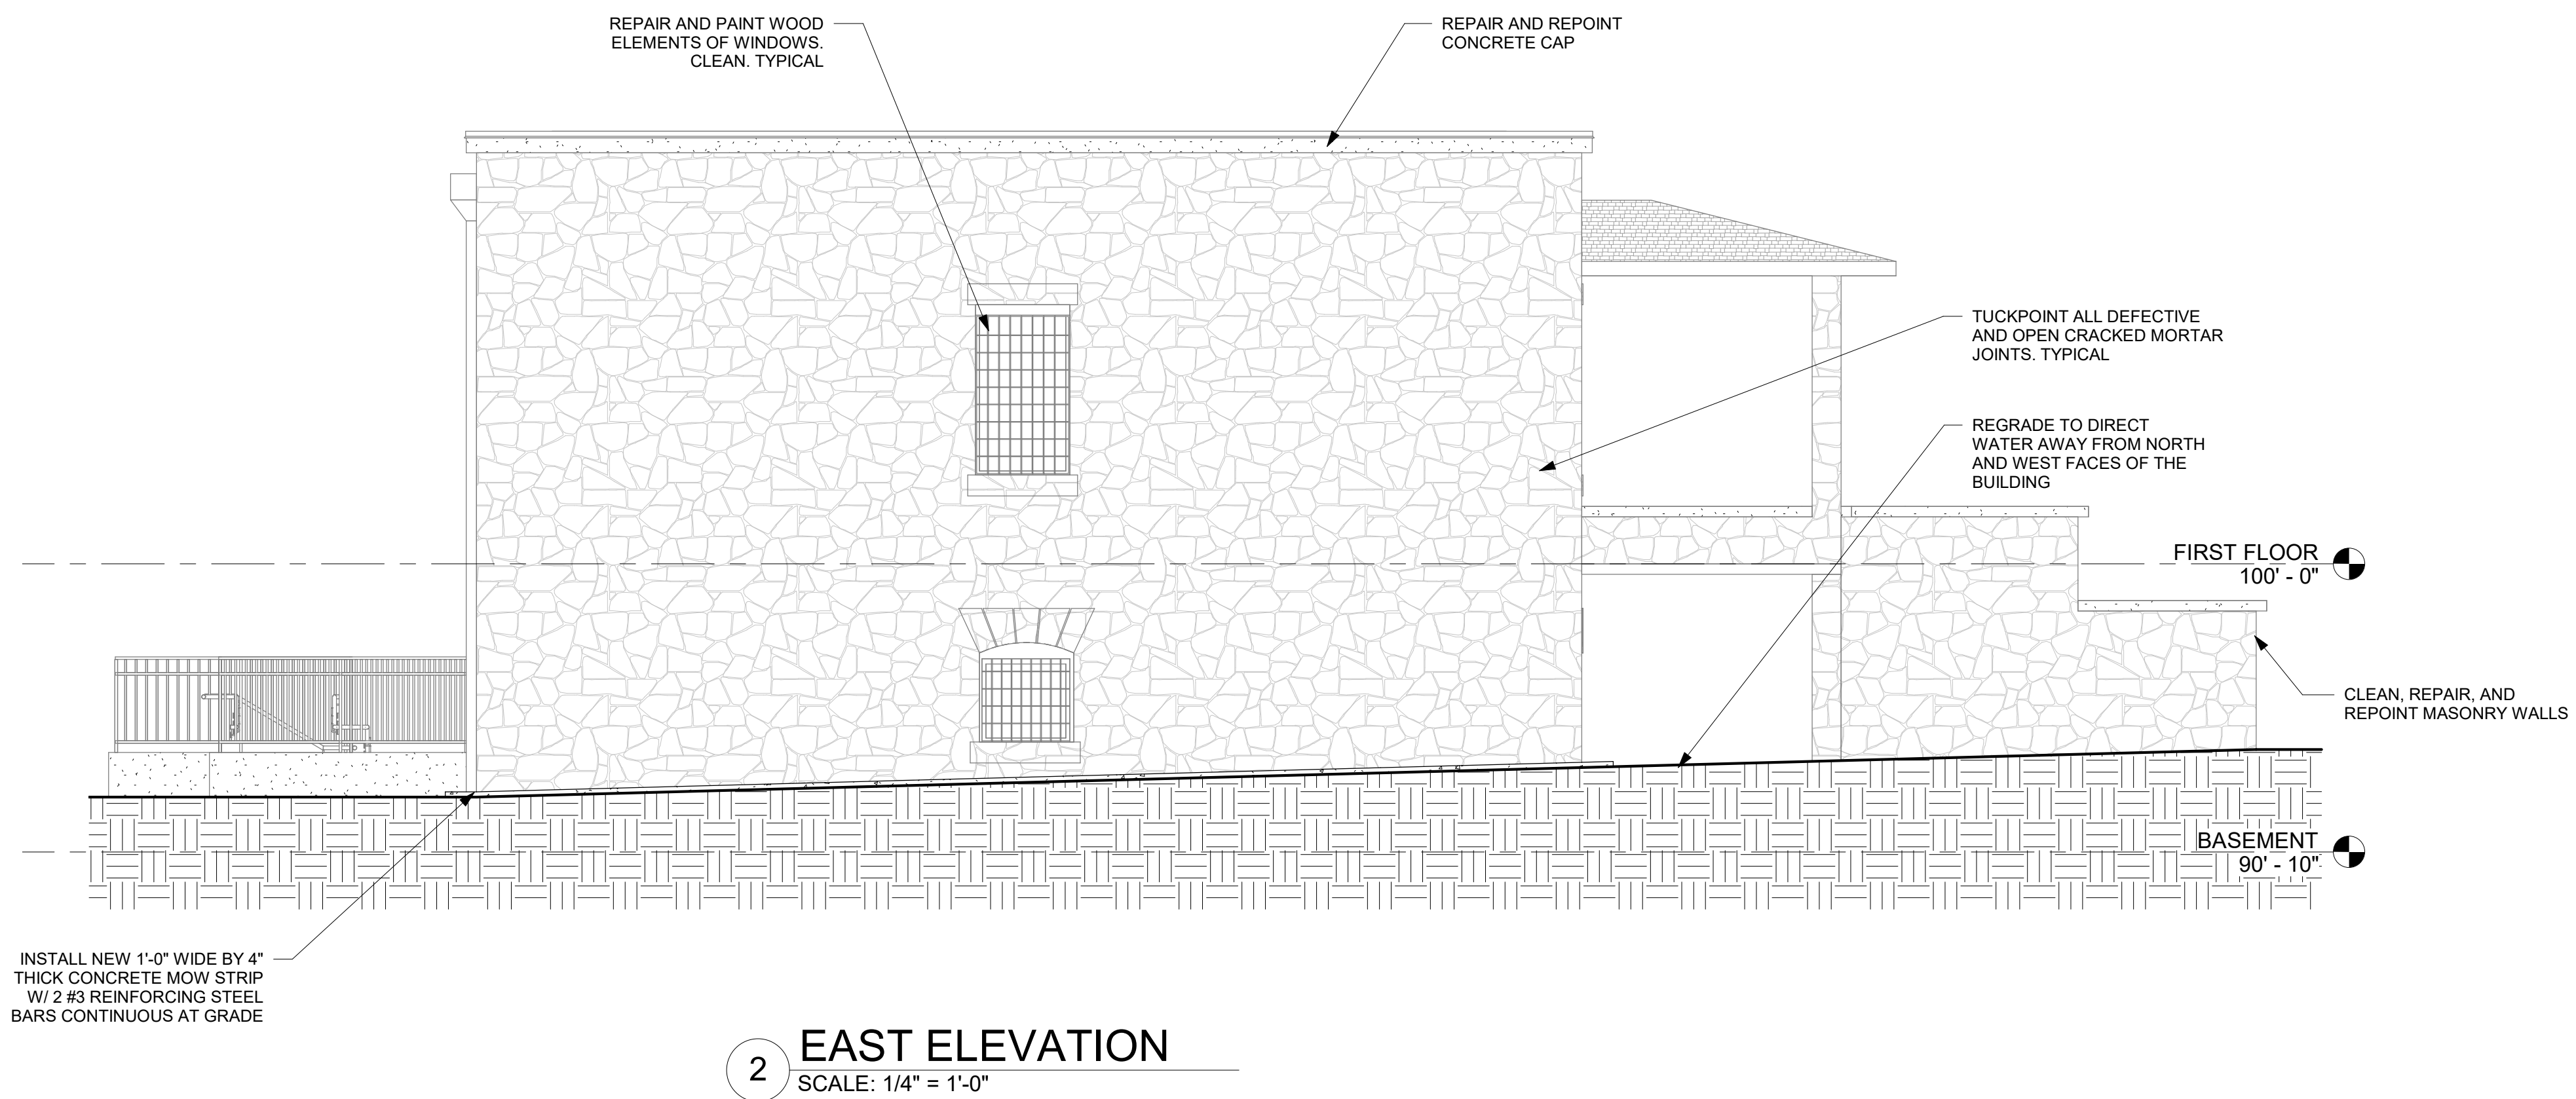 REPAIR AND PAINT WOOD
ELEMENTS OF WINDOWS.
CLEAN. TYPICAL
REPAIR AND REPOINT
CONCRETE CAP
TUCKPOINT ALL DEFECTIVE
AND OPEN CRACKED MORTAR
JOINTS. TYPICAL
REGRADE TO DIRECT
WATER AWAY FROM NORTH
AND WEST FACES OF THE
BUILDING
FIRST FLOOR
100' - 0"
CLEAN, REPAIR, AND
REPOINT MASONRY WALLS
BASEMENT
90' - 10"
INSTALL NEW 1'-0" WIDE BY 4"
THICK CONCRETE MOW STRIP
W/ 2 #3 REINFORCING STEEL
BARS CONTINUOUS AT GRADE
2
EAST ELEVATION
SCALE: 1/4" = 1'-0"